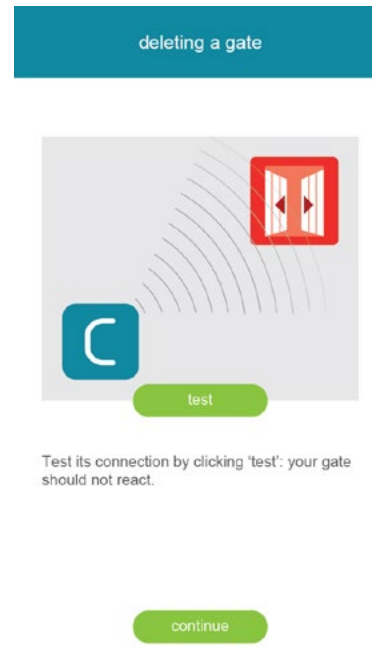 deleting a gate
C
test
Test its connection by clicking 'test': your gate
should not react.
continue